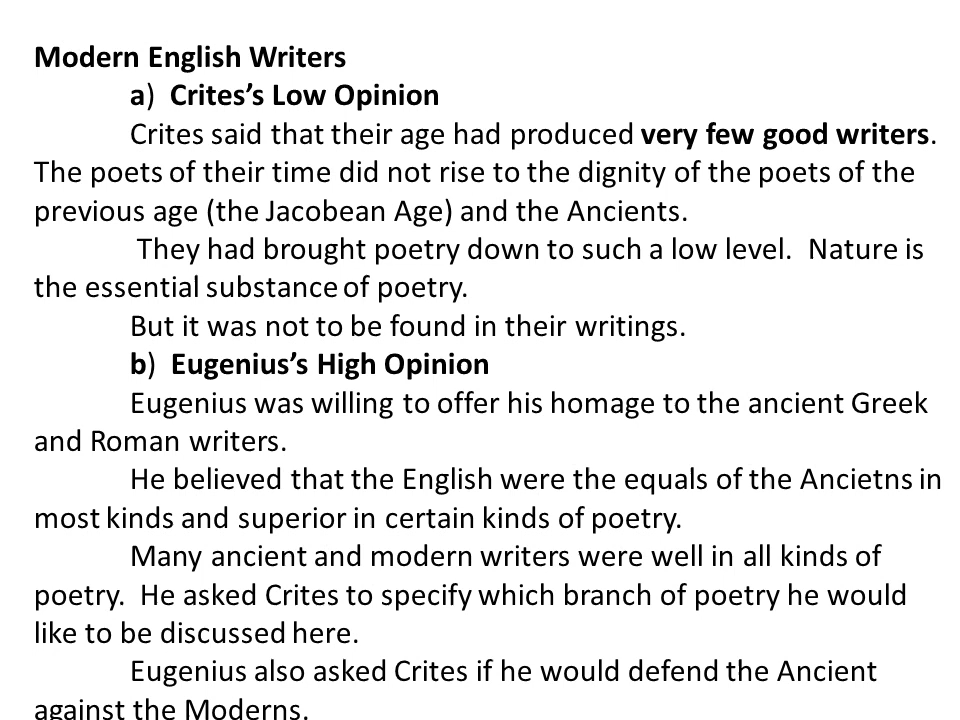 Modern English Writers
a) Crites’s Low Opinion
Crites said that their age had produced very few good writers.
The poets of their time did not rise to the dignity of the poets of the
previous age (the Jacobean Age) and the Ancients.
They had brought poetry down to such a low level. Nature is
the essential substance of poetry.
But it was not to be found in their writings.
b) Eugenius’s High Opinion
Eugenius was willing to offer his homage to the ancient Greek
and Roman writers.
He believed that the English were the equals of the Ancietns in
most kinds and superior in certain kinds of poetry.
Many ancient and modern writers were well in all kinds of
poetry. He asked Crites to specify which branch of poetry he would
like to be discussed here.
Eugenius also asked Crites if he would defend the Ancient
against the Moderns.